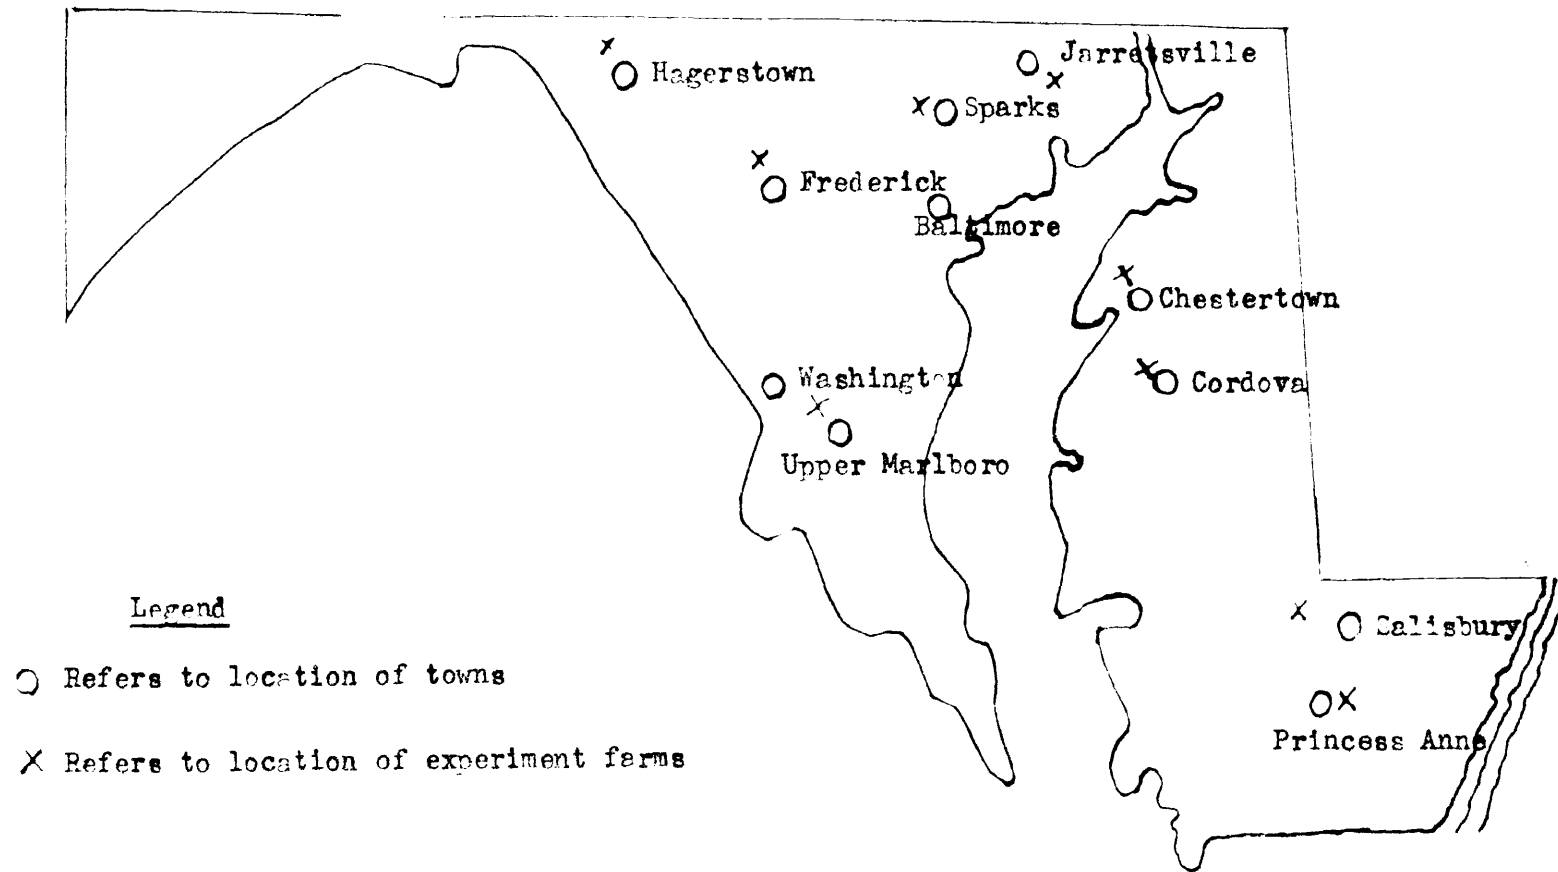 Jarretsville
Hagerstown
Sparks
Frederick
Baltimore
Chestertown
Washington
Cordova
Upper Marlboro
Legend
Salisbury
O Refers to location of towns
Princess Anne
X Refers to location of experiment farms